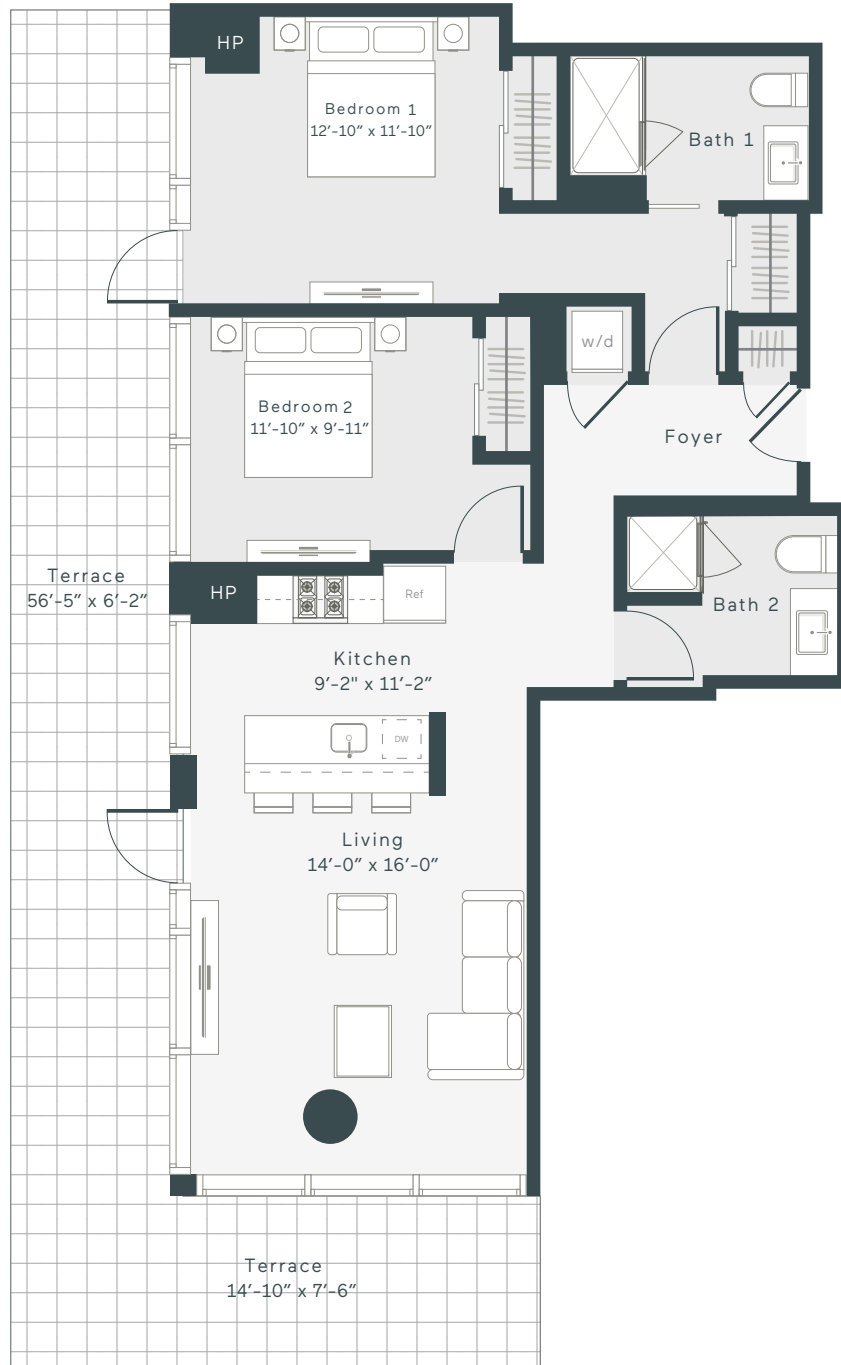 HP
Bedroom 1
12’-10” x 11’-10”
Bath 1
w/d
Bedroom 2
11’-10” x 9’-11”
Foyer
Terrace
56’-5” x 6’-2”
HP
Ref
Bath 2
Kitchen
9’-2" x 11’-2”
DW
Living
14’-0” x 16’-0”
Terrace
14’-10” x 7’-6”